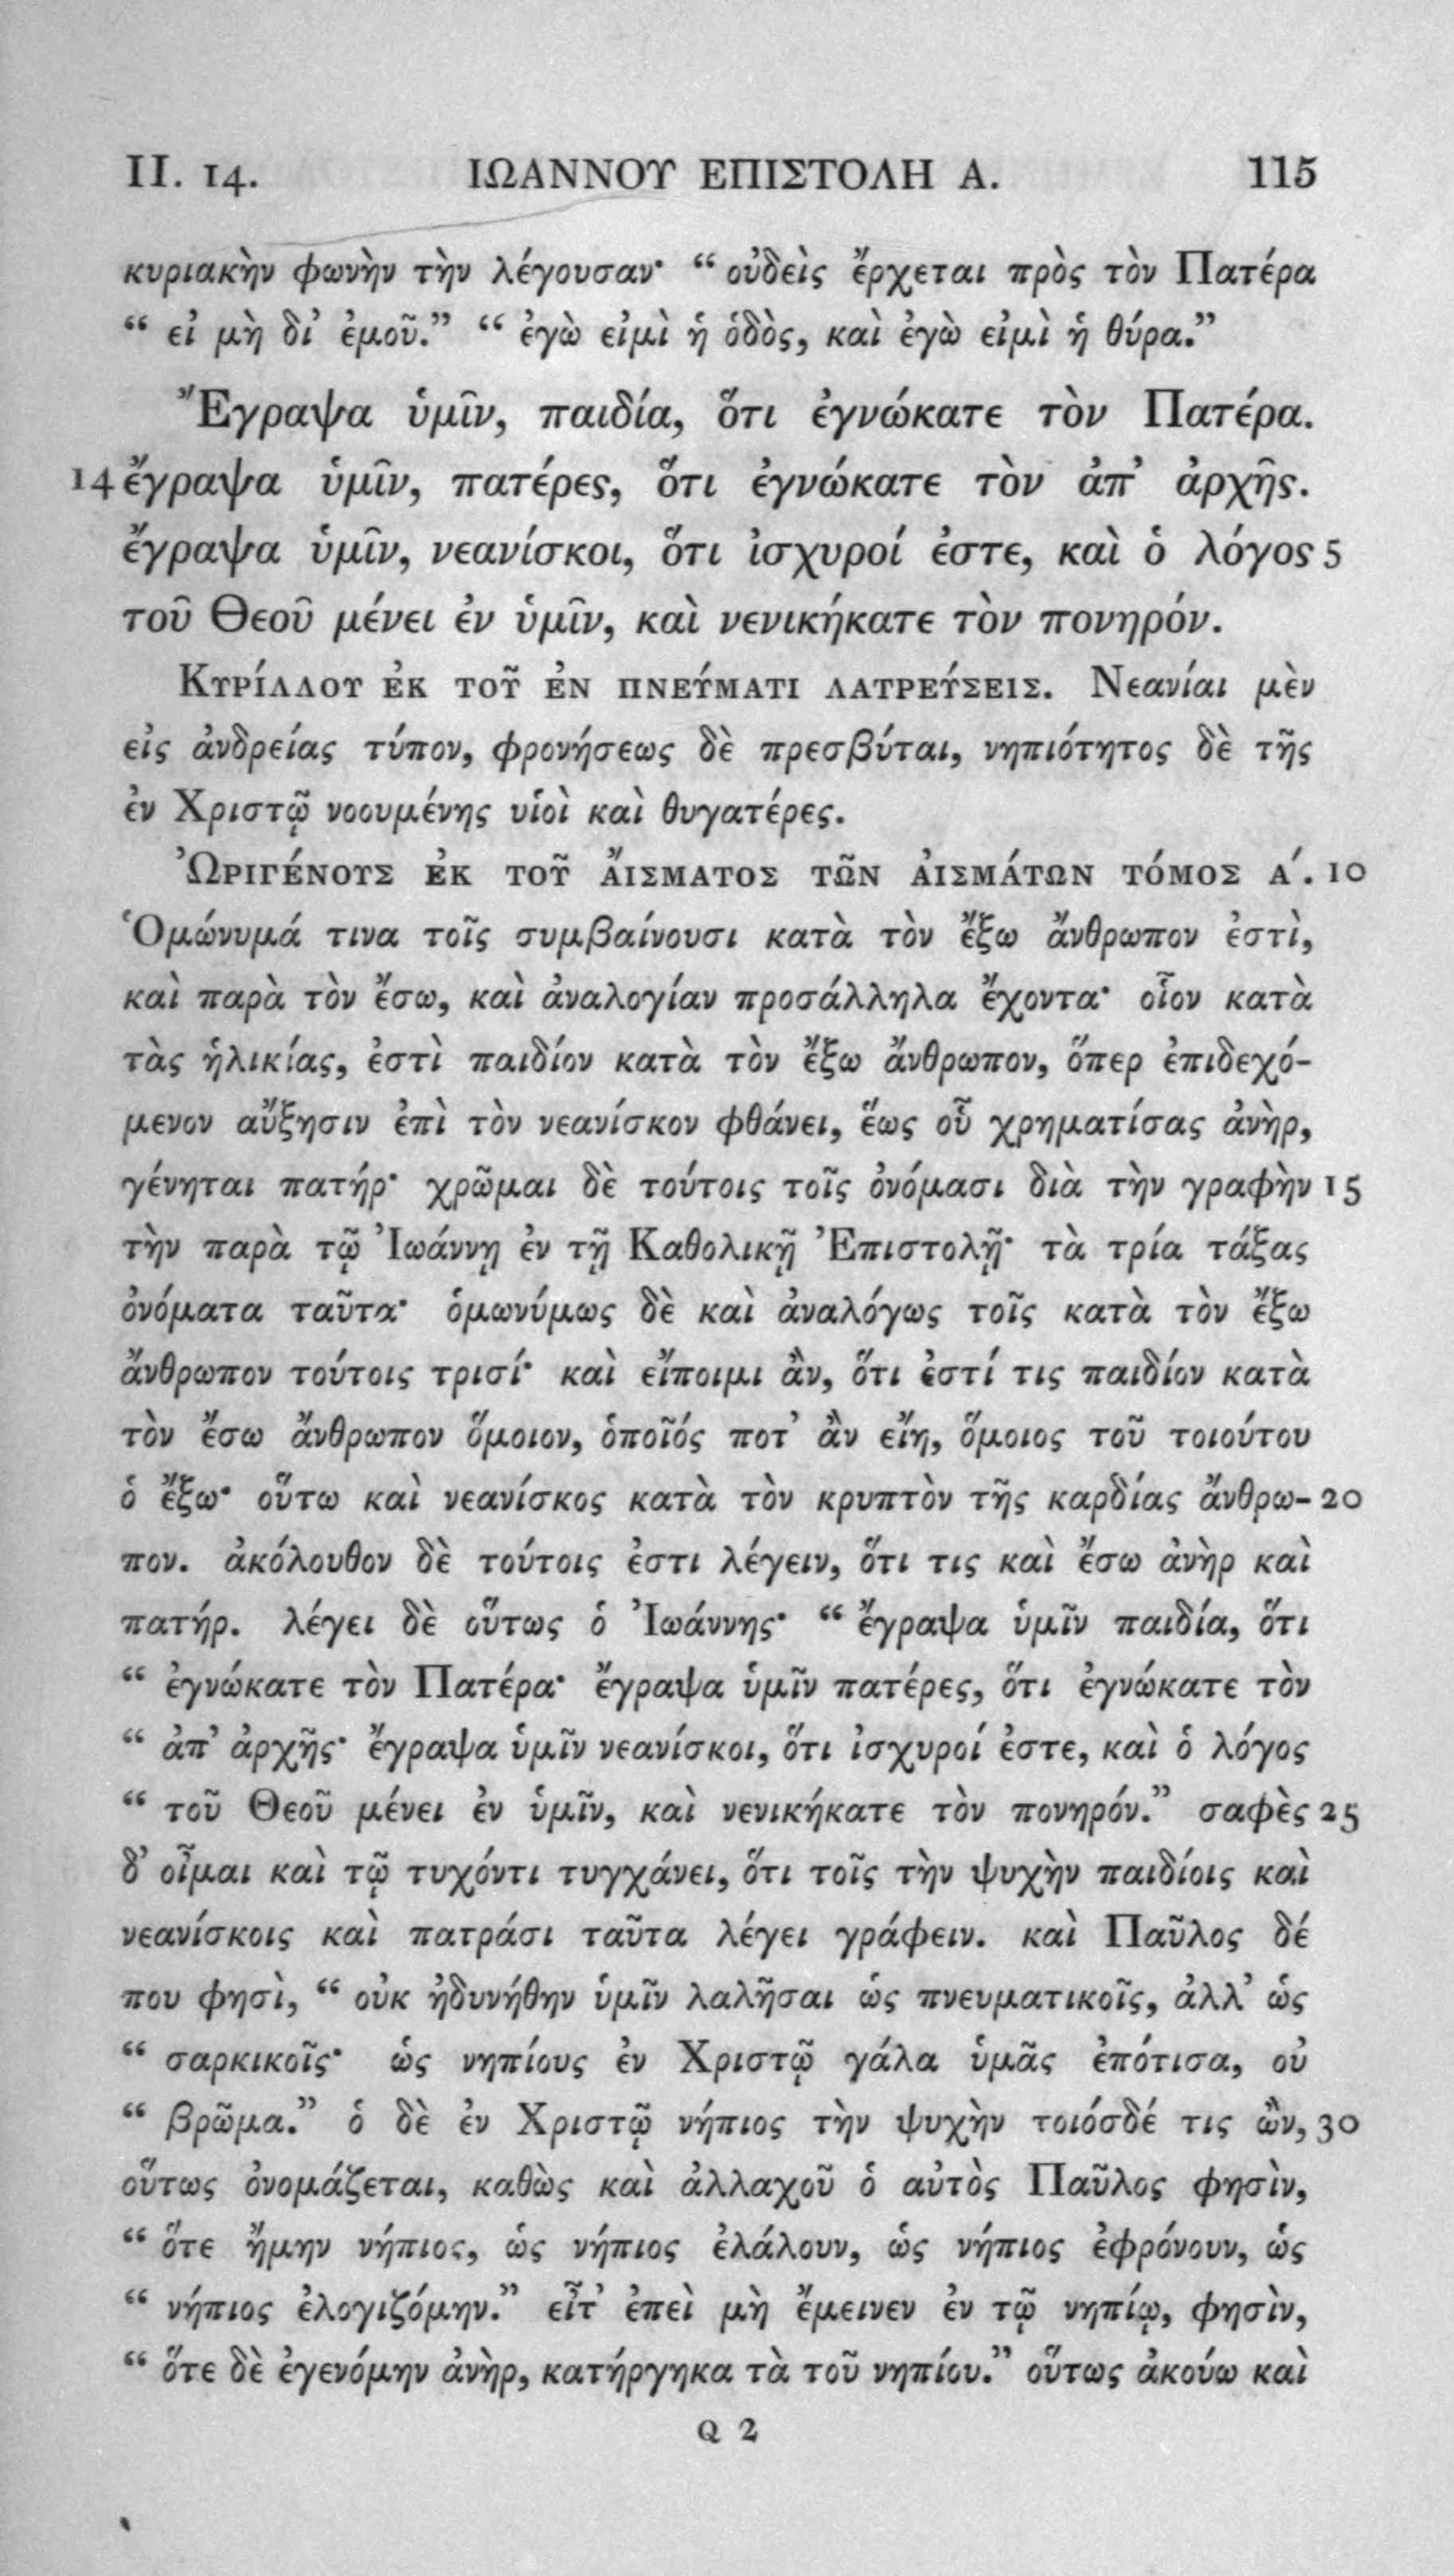 II. 14. ΙΩΑΝΝΟΥ ΕΠΙΣΤΟΛΗ Α. 115
κυριακὴν φωνὴν τὴν λέγουσαν· “ οὐδεὶς ἔρχεται πρὸς τὸν Πατέρα
“ εἰ μὴ δι’ ἐμοῦ.” “ ἐγὼ εἰμὶ ἡ ὁδὸς, καὶ ἐγὼ εἰμὶ ἡ θύρα.”
Ἔγραψα ὑμῖν, παιδία, ὅτι ἐγνώκατε τὸν Πατέρα.
14 ἔγραψα ὑμῖν, πατέρες, ὅτι ἐγνώκατε τὸν ἀπ’ ἀρχῆς.
ἔγραψα ὑμῖν, νεανίσκοι, ὅτι ἰσχυροί ἐστε, καὶ ὁ λόγος 5
τοῦ Θεοῦ μένει ἐν ὑμῖν, καὶ νενικήκατε τὸν πονηρόν.
Κυρίλλου ἐκ τοῦ ἐν πνεύματι λατρεύσεις. Νεανίαι μὲν
εἰς ἀνδρείας τύπον, φρονήσεως δὲ πρεσβύται, νηπιότητος δὲ τῆς
ἐν Χριστῷ νοουμένης υἱοὶ καὶ θυγατέρες.
Ὠριγένους ἐκ τοῦ ἄισματος τῶν ἀισμάτων τόμος α΄. 10
Ὁμώνυμά τινα τοῖς συμβαίνουσι κατὰ τὸν ἔξω ἄνθρωπον ἐστὶ,
καὶ παρὰ τὸν ἔσω, καὶ ἀναλογίαν προσάλληλα ἔχοντα· οἷον κατὰ
τὰς ἡλικίας, ἐστὶ παιδίον κατὰ τὸν ἔξω ἄνθρωπον, ὅπερ ἐπιδεχό-
μενον αὔξησιν ἐπὶ τὸν νεανίσκον φθάνει, ἕως οὗ χρηματίσας ἀνὴρ,
γένηται πατήρ· χρῶμαι δὲ τούτοις τοῖς ὀνόμασι διὰ τὴν γραφὴν 15
τὴν παρὰ τῷ Ἰωάννῃ ἐν τῇ Καθολικῇ Ἐπιστολῇ· τὰ τρία τάξας
ὀνόματα ταῦτα· ὁμωνύμως δὲ καὶ ἀναλόγως τοῖς κατὰ τὸν ἔξω
ἄνθρωπον τούτοις τρισί· καὶ εἴποιμι ἂν, ὅτι ἐστί τις παιδίον κατὰ
τὸν ἔσω ἄνθρωπον ὅμοιον, ὁποῖός ποτ’ ἂν εἴη, ὅμοιος τοῦ τοιούτου
ὁ ἔξω· οὕτω καὶ νεανίσκος κατὰ τὸν κρυπτὸν τῆς καρδίας ἄνθρω- 20
πον. ἀκόλουθον δὲ τούτοις ἐστι λέγειν, ὅτι τις καὶ ἔσω ἀνὴρ καὶ
πατήρ. λέγει δὲ οὕτως ὁ Ἰωάννης· “ ἔγραψα ὑμῖν παιδία, ὅτι
“ ἐγνώκατε τὸν Πατέρα· ἔγραψα ὑμῖν πατέρες, ὅτι ἐγνώκατε τὸν
“ ἀπ’ ἀρχῆς· ἔγραψα ὑμῖν νεανίσκοι, ὅτι ἰσχυροί ἐστε, καὶ ὁ λόγος
“ τοῦ Θεοῦ μένει ἐν ὑμῖν, καὶ νενικήκατε τὸν πονηρόν.” σαφὲς 25
δ’ οἶμαι καὶ τῷ τυχόντι τυγχάνει, ὅτι τοῖς τὴν ψυχὴν παιδίοις καὶ
νεανίσκοις καὶ πατράσι ταῦτα λέγει γράφειν. καὶ Παῦλος δέ
που φησὶ, “ οὐκ ἠδυνήθην ὑμῖν λαλῆσαι ὡς πνευματικοῖς, ἀλλ’ ὡς
“ σαρκικοῖς· ὡς νηπίους ἐν Χριστῷ γάλα ὑμᾶς ἐπότισα, οὐ
“ βρῶμα.” ὁ δὲ ἐν Χριστῷ νήπιος τὴν ψυχὴν τοιόσδέ τις ὢν, 30
οὕτως ὀνομάζεται, καθὼς καὶ ἀλλαχοῦ ὁ αὐτὸς Παῦλος φησὶν,
“ ὅτε ἤμην νήπιος, ὡς νήπιος ἐλάλουν, ὡς νήπιος ἐφρόνουν, ὡς
“ νήπιος ἐλογιζόμην.” εἶτ’ ἐπεὶ μὴ ἔμεινεν ἐν τῷ νηπίῳ, φησὶν,
“ ὅτε δὲ ἐγενόμην ἀνὴρ, κατήργηκα τὰ τοῦ νηπίου.” οὕτως ἀκούω καὶ
Q 2